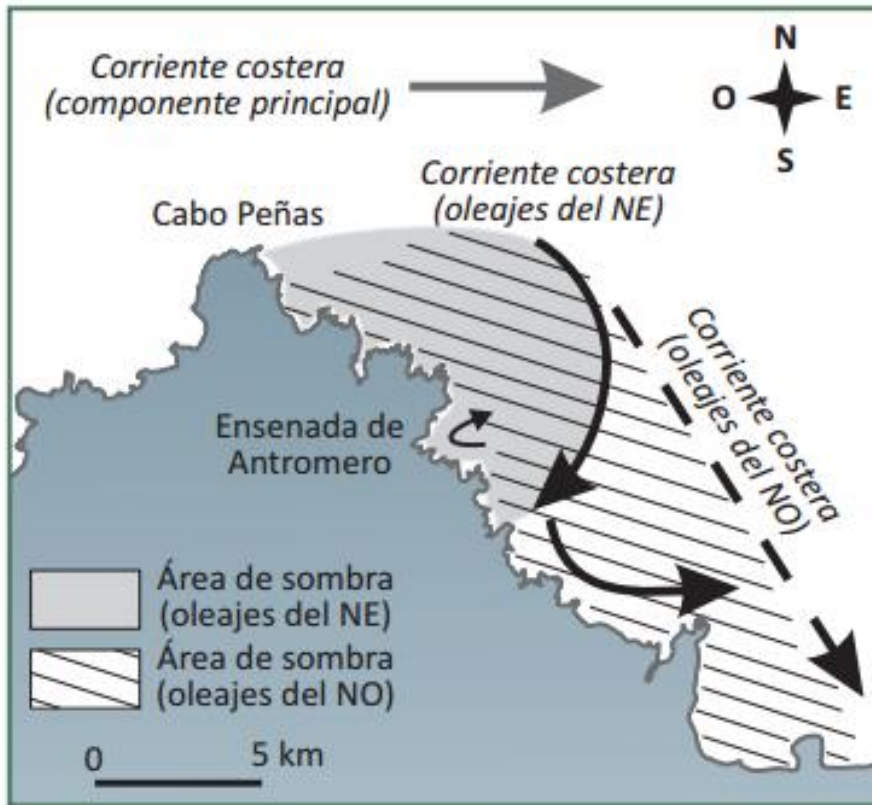 Corriente costera
(componente principal)
N
O
E
S
Corriente costera
(oleajes del NE)
Cabo Peñas
Corriente costera
(oleajes del NO)
Ensenada de
Antromero
Área de sombra
(oleajes del NE)
Área de sombra
(oleajes del NO)
0
5 km